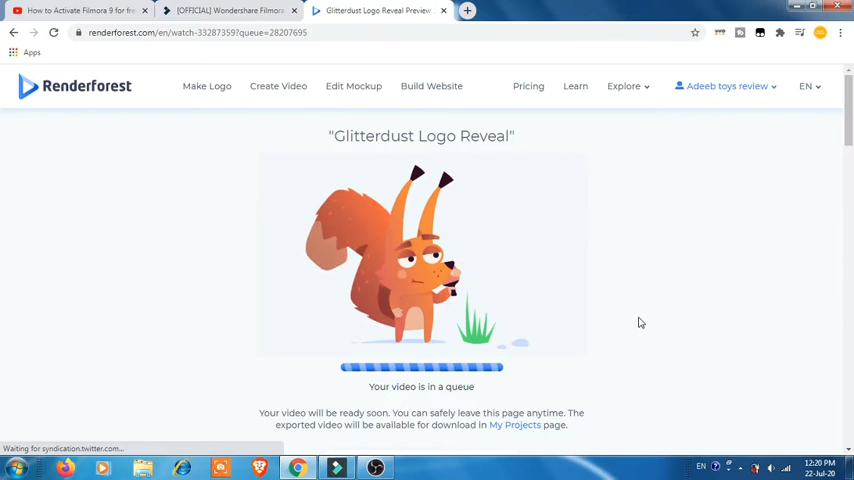 How to Activate Filmora 9 for fre
[OFFICIAL] Wondershare Filmora
Glitterdust Logo Reveal Preview
renderforest.com/en/watch-33287359?queue=28207695
Apps
Renderforest
Make Logo
Create Video
Edit Mockup
Build Website
Pricing
Learn
Explore
Adeeb toys review
EN
"Glitterdust Logo Reveal"
Your video is in a queue
Your video will be ready soon. You can safely leave this page anytime. The
exported video will be available for download in My Projects page.
Waiting for syndication.twitter.com...
EN
12:20 PM
22-Jul-20